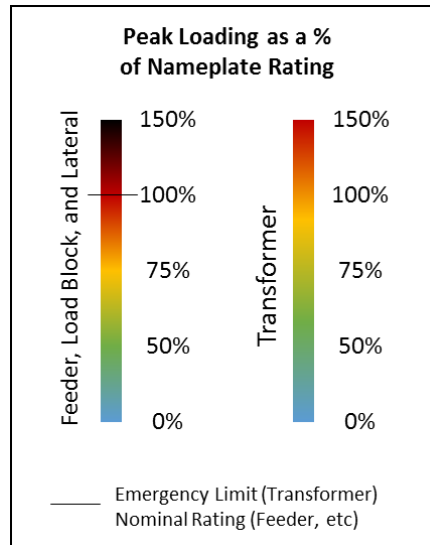 Peak Loading as a %
of Nameplate Rating
Feeder, Load Block, and Lateral
150%
100%
75%
50%
0%
Transformer
150%
100%
75%
50%
0%
Emergency Limit (Transformer)
Nominal Rating (Feeder, etc)